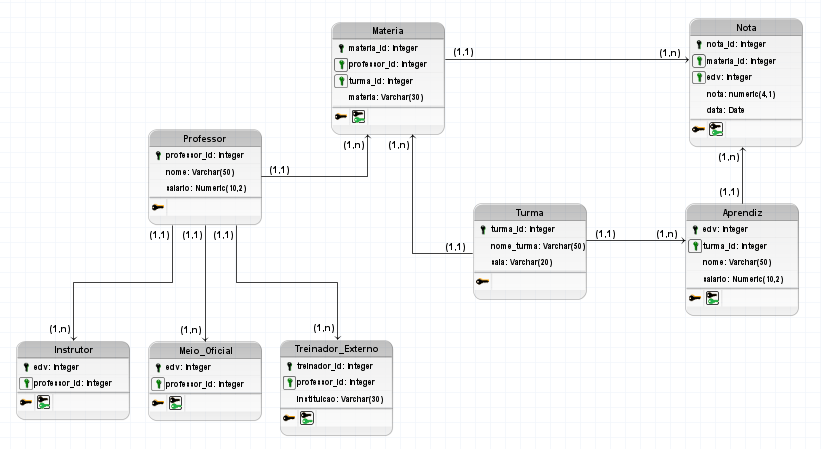 Materia
materia_id: Integer
professor_id: Integer
turma_id: Integer
materia: Varchar(30)
(1,1)
(1,n)
Nota
nota_id: Integer
materia_id: Integer
edv: Integer
nota: numeric(4,1)
data: Date
Professor
professor_id: Integer
nome: Varchar(50)
salario: Numeric(10,2)
(1,1)
(1,n)
(1,n)
(1,n)
(1,1)
Turma
turma_id: Integer
nome_turma: Varchar(50)
sala: Varchar(20)
(1,1)
(1,1)
(1,n)
Aprendiz
edv: Integer
turma_id: Integer
nome: Varchar(50)
salario: Numeric(10,2)
(1,1)
(1,1)
(1,1)
(1,n)
(1,n)
(1,n)
Instrutor
edv: Integer
professor_id: Integer
Meio_Oficial
edv: Integer
professor_id: Integer
Treinador_Externo
treinador_id: Integer
professor_id: Integer
instituicao: Varchar(30)